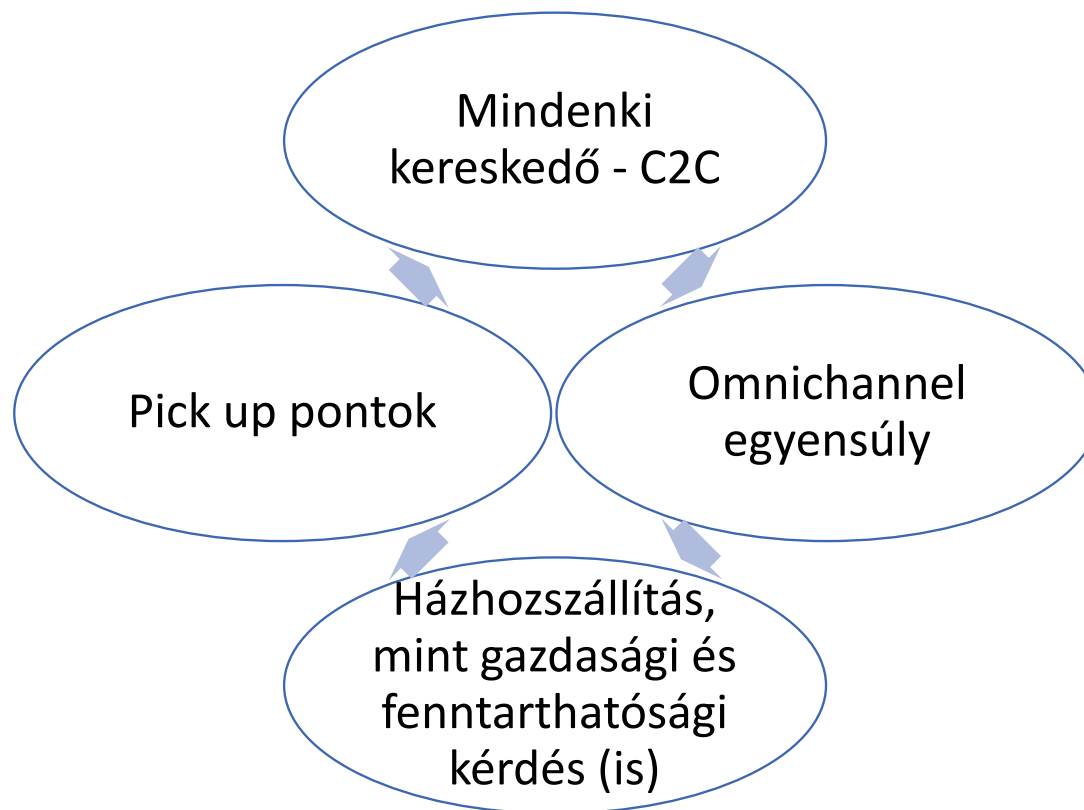 Mindenki
kereskedő - C2C
Pick up pontok
Omnichannel
egyensúly
Házhozszállítás,
mint gazdasági és
fenntarthatósági
kérdés (is)